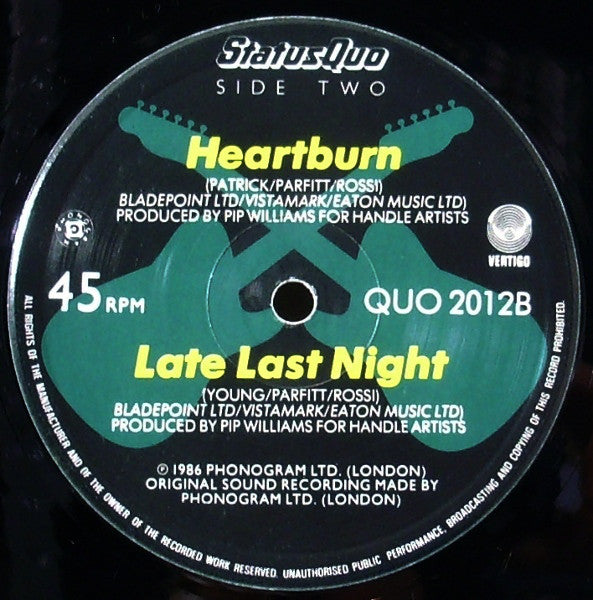 StatusQuo
SIDE TWO
Heartburn
(PATRICK/PARFITT/ROSSI)
BLADEPOINT LTD/VISTAMARK/EATON MUSIC LTD)
PRODUCED BY PIP WILLIAMS FOR HANDLE ARTISTS
VERTIGO
45 RPM
QUO 2012B
Late Last Night
(YOUNG/PARFITT/ROSSI)
BLADEPOINT LTD/VISTAMARK/EATON MUSIC LTD)
PRODUCED BY PIP WILLIAMS FOR HANDLE ARTISTS
℗ 1986 PHONOGRAM LTD. (LONDON)
ORIGINAL SOUND RECORDING MADE BY
PHONOGRAM LTD. (LONDON)
ALL RIGHTS OF THE MANUFACTURER AND OF THE OWNER OF THE RECORDED WORK RESERVED. UNAUTHORISED PUBLIC PERFORMANCE, BROADCASTING AND COPYING OF THIS RECORD PROHIBITED.